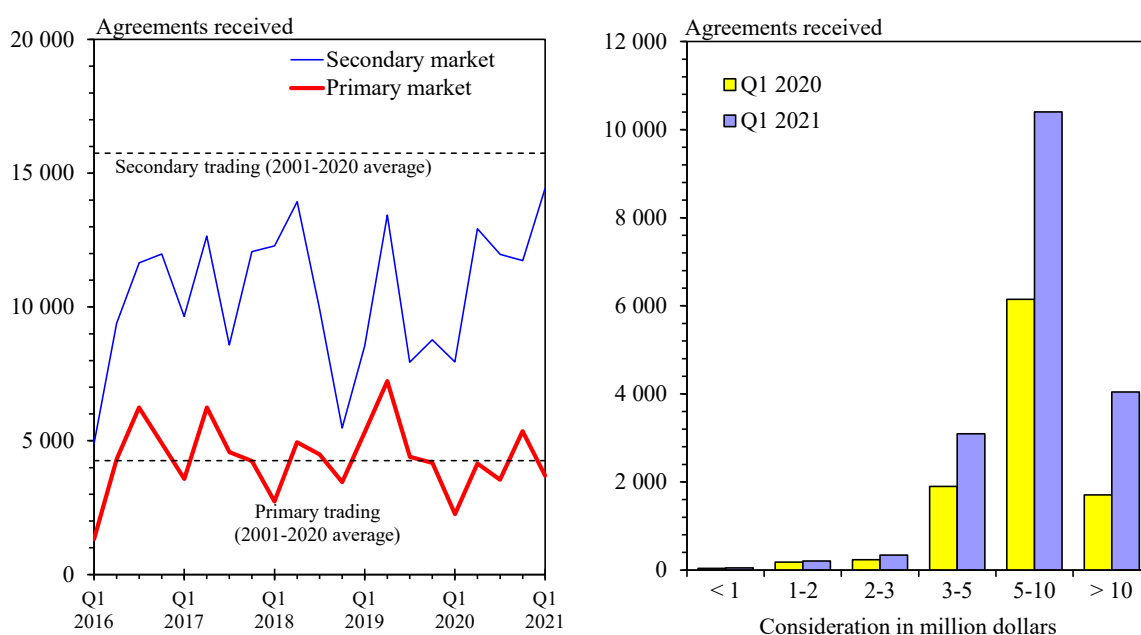 Agreements received
20 000
15 000
10 000
5 000
0
Secondary market
Primary market
Secondary trading (2001-2020 average)
Primary trading
(2001-2020 average)
Q1 Q1 Q1 Q1 Q1 Q1
2016 2017 2018 2019 2020 2021
Agreements received
12 000
10 000
8 000
6 000
4 000
2 000
0
Q1 2020
Q1 2021
< 1 1-2 2-3 3-5 5-10 > 10
Consideration in million dollars